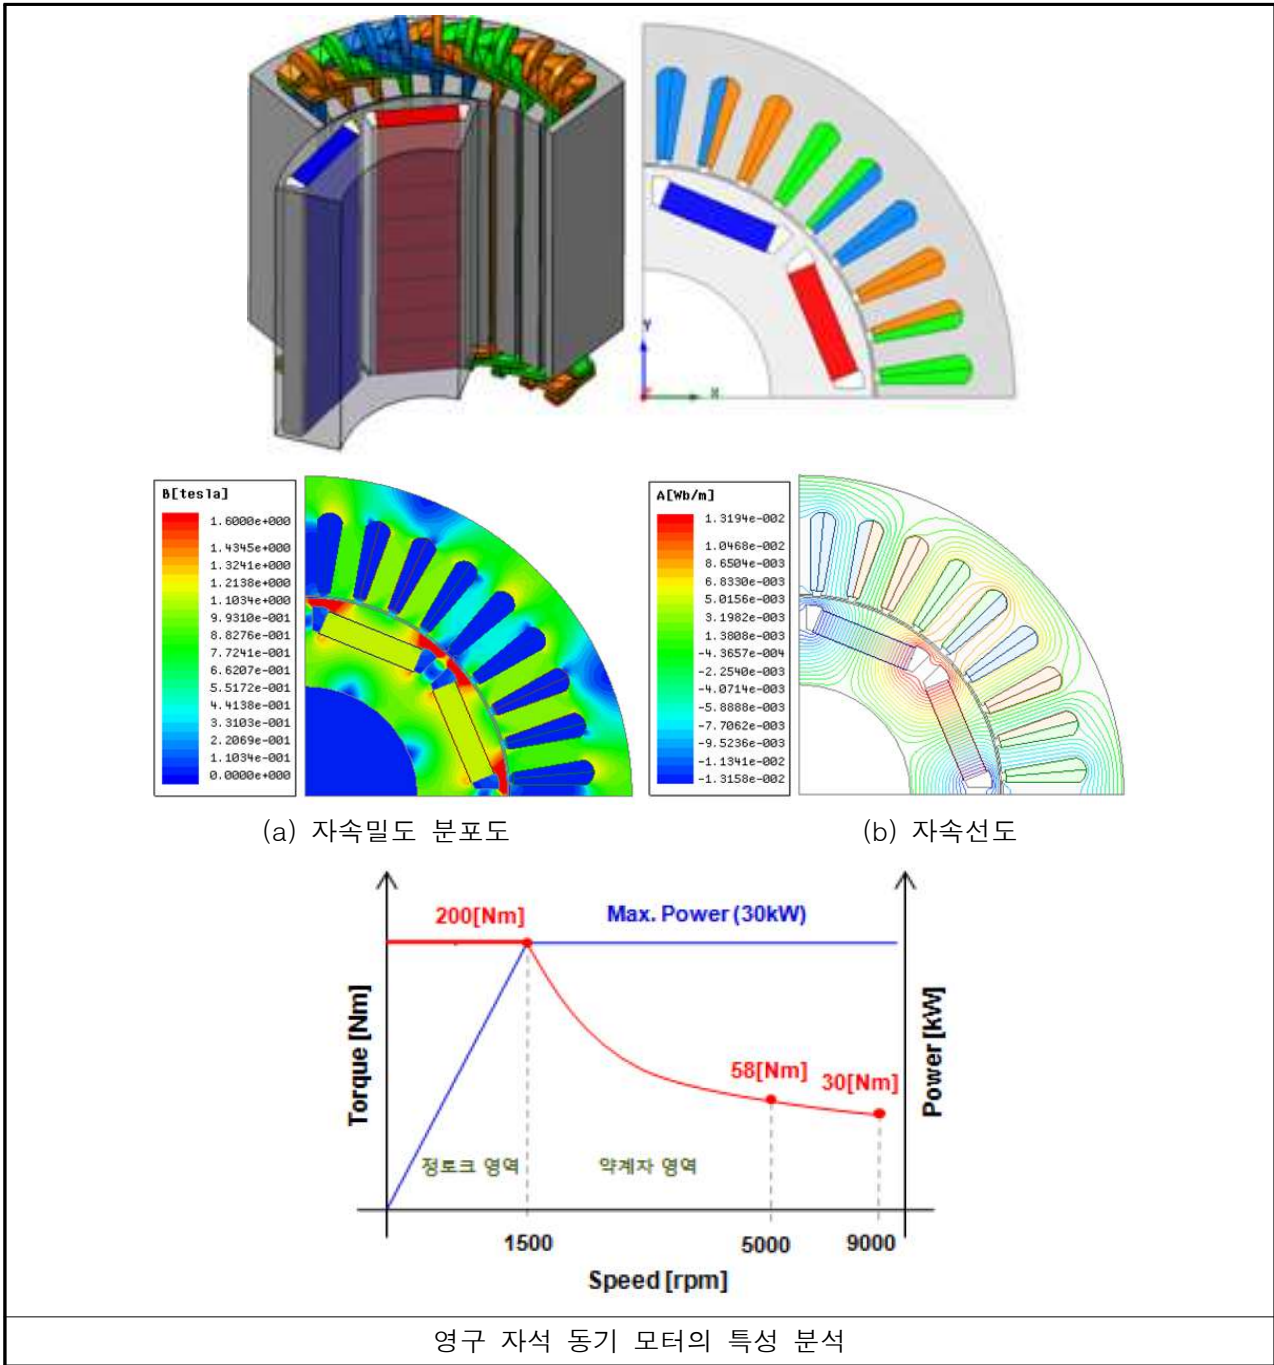 Y
X
B[tesla]
1.6000e+000
1.4345e+000
1.3241e+000
1.2138e+000
1.1034e+000
9.9310e-001
8.8276e-001
7.7241e-001
6.6207e-001
5.5172e-001
4.4138e-001
3.3103e-001
2.2069e-001
1.1034e-001
0.0000e+000
A[Wb/m]
1.3194e-002
1.0468e-002
8.6504e-003
6.8330e-003
5.0156e-003
3.1982e-003
1.3808e-003
-4.3657e-004
-2.2540e-003
-4.0714e-003
-5.8888e-003
-7.7062e-003
-9.5236e-003
-1.1341e-002
-1.3158e-002
(a) 자속밀도 분포도
(b) 자속선도
200[Nm]
Max. Power (30kW)
Torque [Nm]
Power [kW]
58[Nm]
30[Nm]
정토크 영역
약계자 영역
1500
5000
9000
Speed [rpm]
영구 자석 동기 모터의 특성 분석